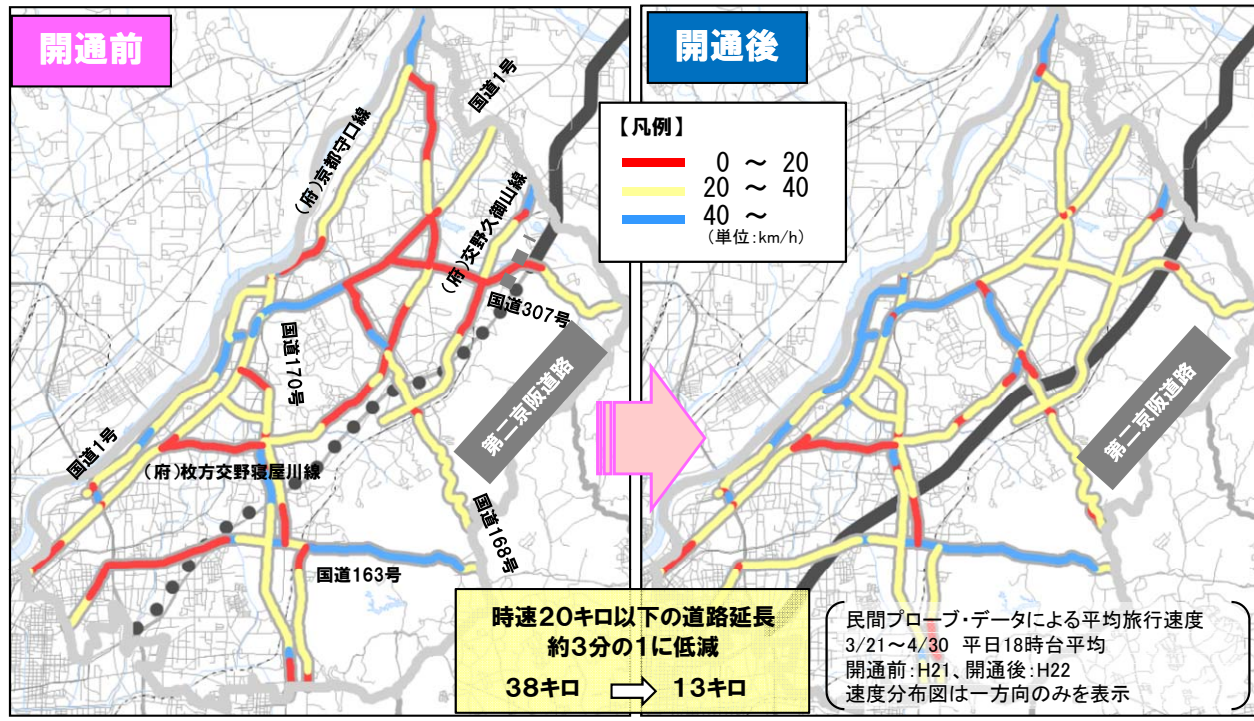 開通前
国道1号
(府)京都守口線
(府)交野久御山線
国道307号
国道170号
第二京阪道路
国道1号
(府)枚方交野寝屋川線
国道168号
国道163号
開通後
【凡例】
0 ～ 20
20 ～ 40
40 ～
(単位:km/h)
第二京阪道路
時速20キロ以下の道路延長
約3分の1に低減
38キロ ⇨ 13キロ
民間プローブ・データによる平均旅行速度
3/21～4/30 平日18時台平均
開通前:H21、開通後:H22
速度分布図は一方向のみを表示